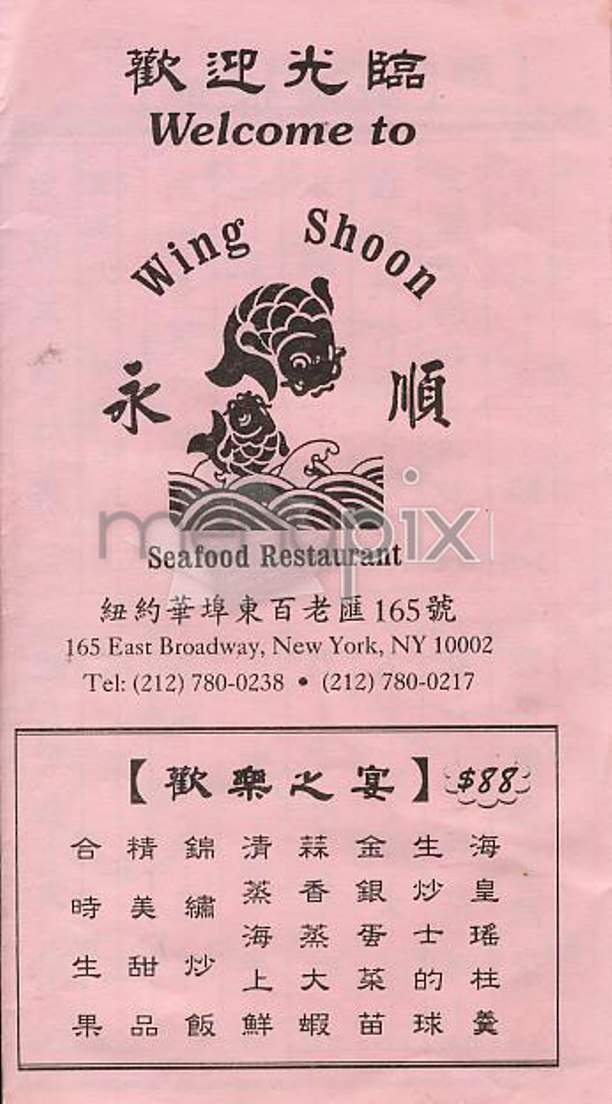 歡迎光臨
Welcome to
Wing Shoon
永順
Seafood Restaurant
紐約華埠東百老匯165號
165 East Broadway, New York, NY 10002
Tel: (212) 780-0238 • (212) 780-0217
【歡樂之宴】 $88
海皇瑤柱羹
生炒士的球
金銀蛋菜苗
蒜香蒸大蝦
清蒸海上鮮
錦繡炒飯
精美甜品
合時生果
menupix